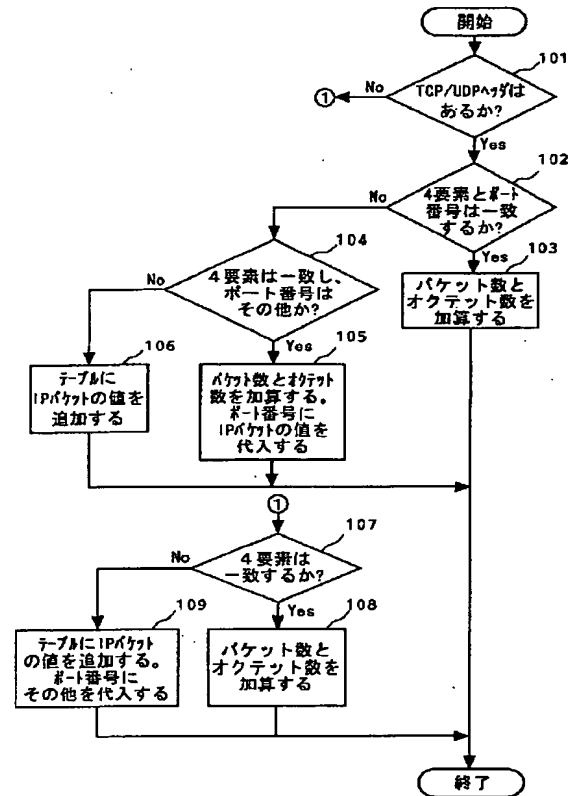 開始
101
TCP/UDPヘッダは
あるか?
No
①
Yes
102
4要素とポート
番号は一致
するか?
No
Yes
103
パケット数と
オクテット数を
加算する
104
4要素は一致し、
ポート番号は
その他か?
No
Yes
105
パケット数とオクテット
数を加算する。
ポート番号に
IPパケットの値を
代入する
106
テーブルに
IPパケットの値を
追加する
①
107
4要素は
一致するか?
No
Yes
108
パケット数と
オクテット数を
加算する
109
テーブルにIPパケット
の値を追加する。
ポート番号に
その他を代入する
終了